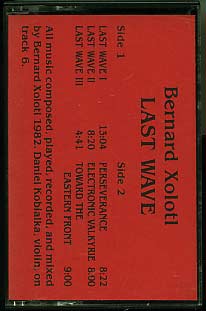 Bernard Xolotl
LAST WAVE
Side 1
LAST WAVE I 13:04
LAST WAVE II 8:20
LAST WAVE III 4:41
Side 2
PERSEVERANCE 8:22
ELECTRONIC VALKYRIE 8:00
TOWARD THE
EASTERN FRONT 9:00
All music composed, played, recorded, and mixed
by Bernard Xolotl 1982. Daniel Kobialka, violin, on
track 6.